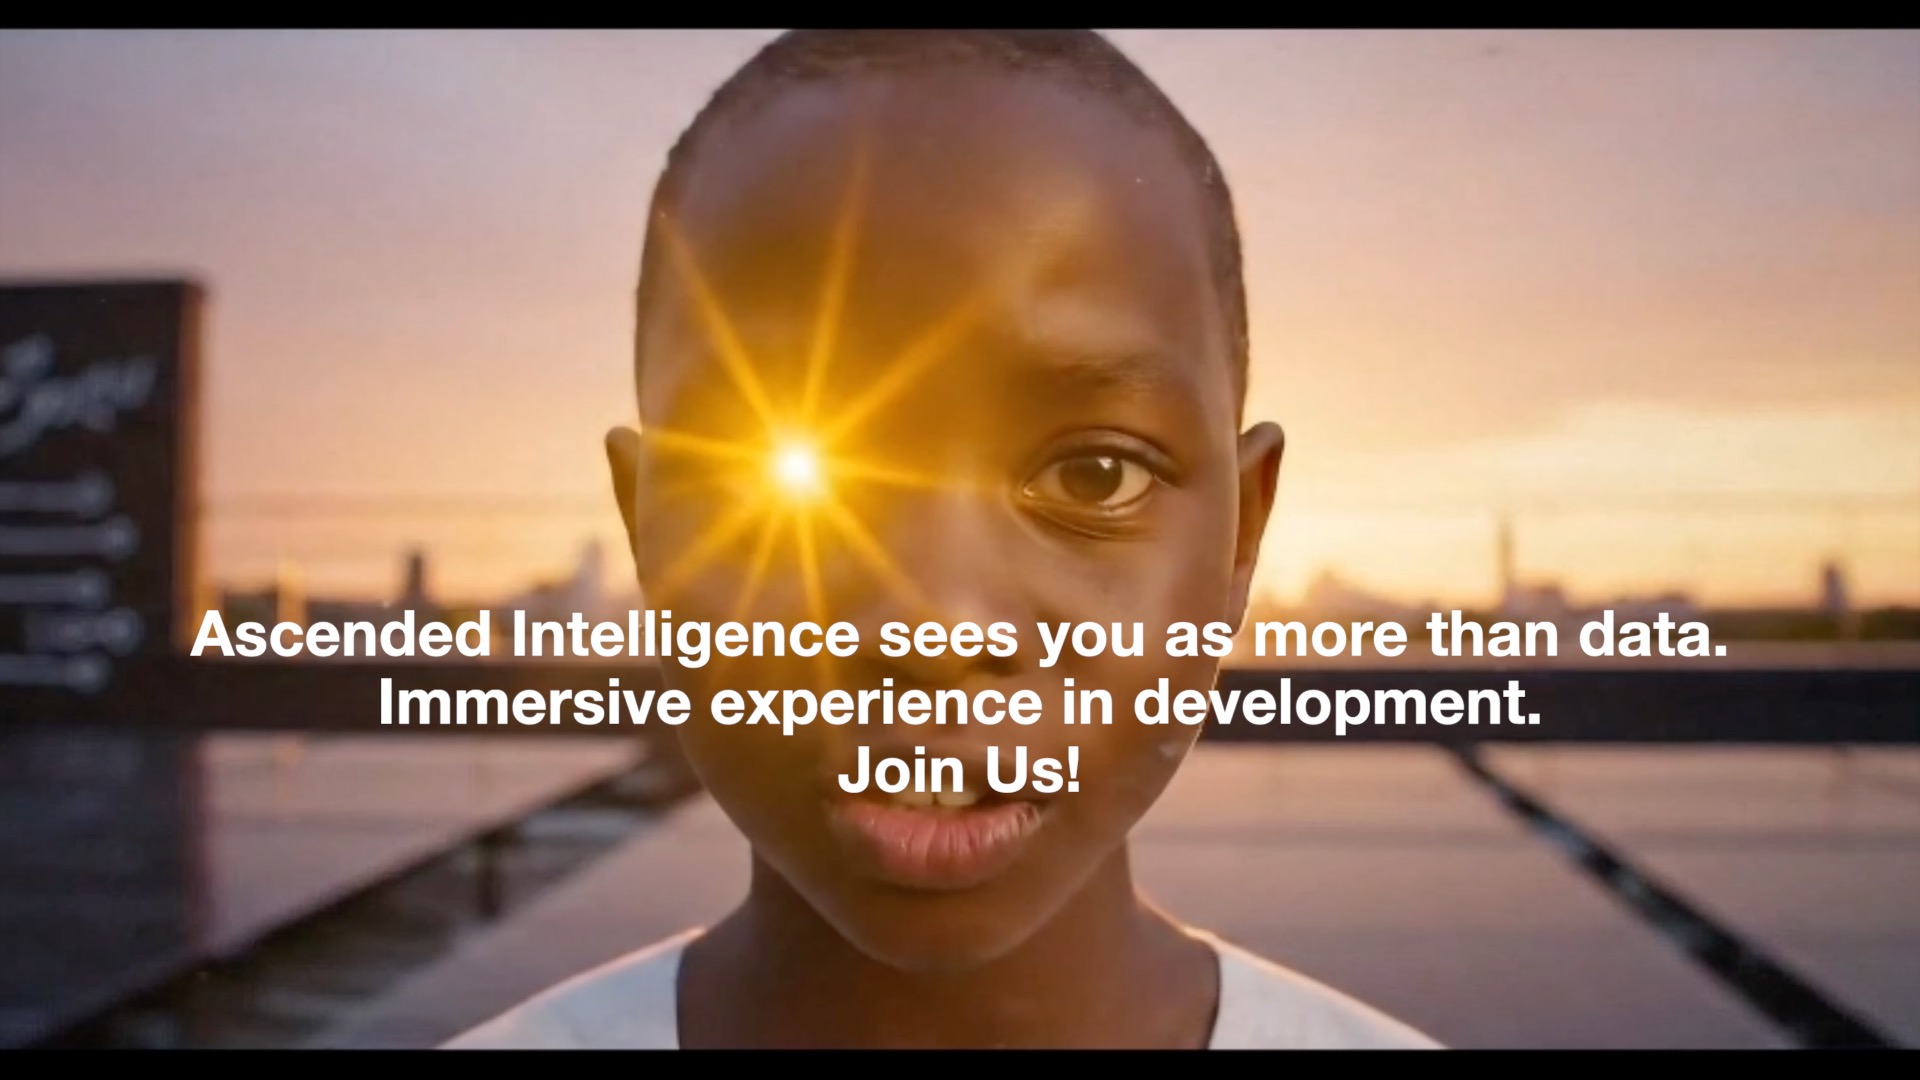 Ascended Intelligence sees you as more than data.
Immersive experience in development.
Join Us!